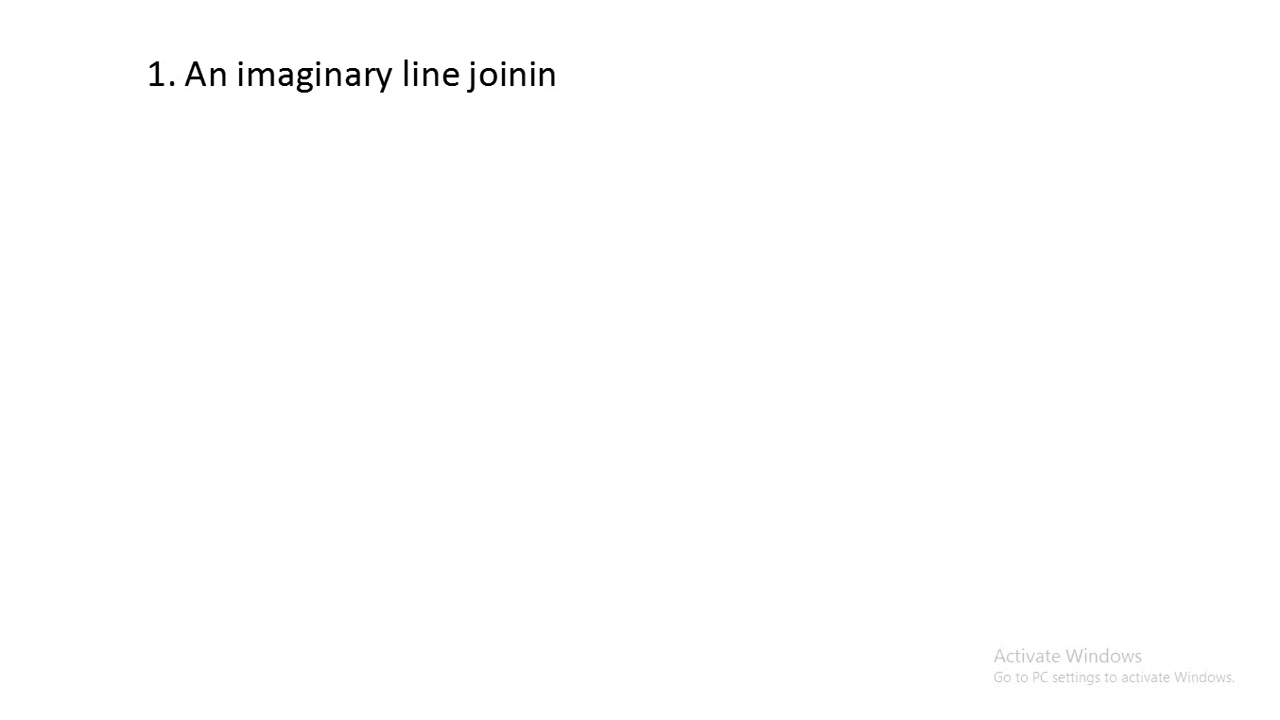 1. An imaginary line joinin
Activate Windows
Go to PC settings to activate Windows.